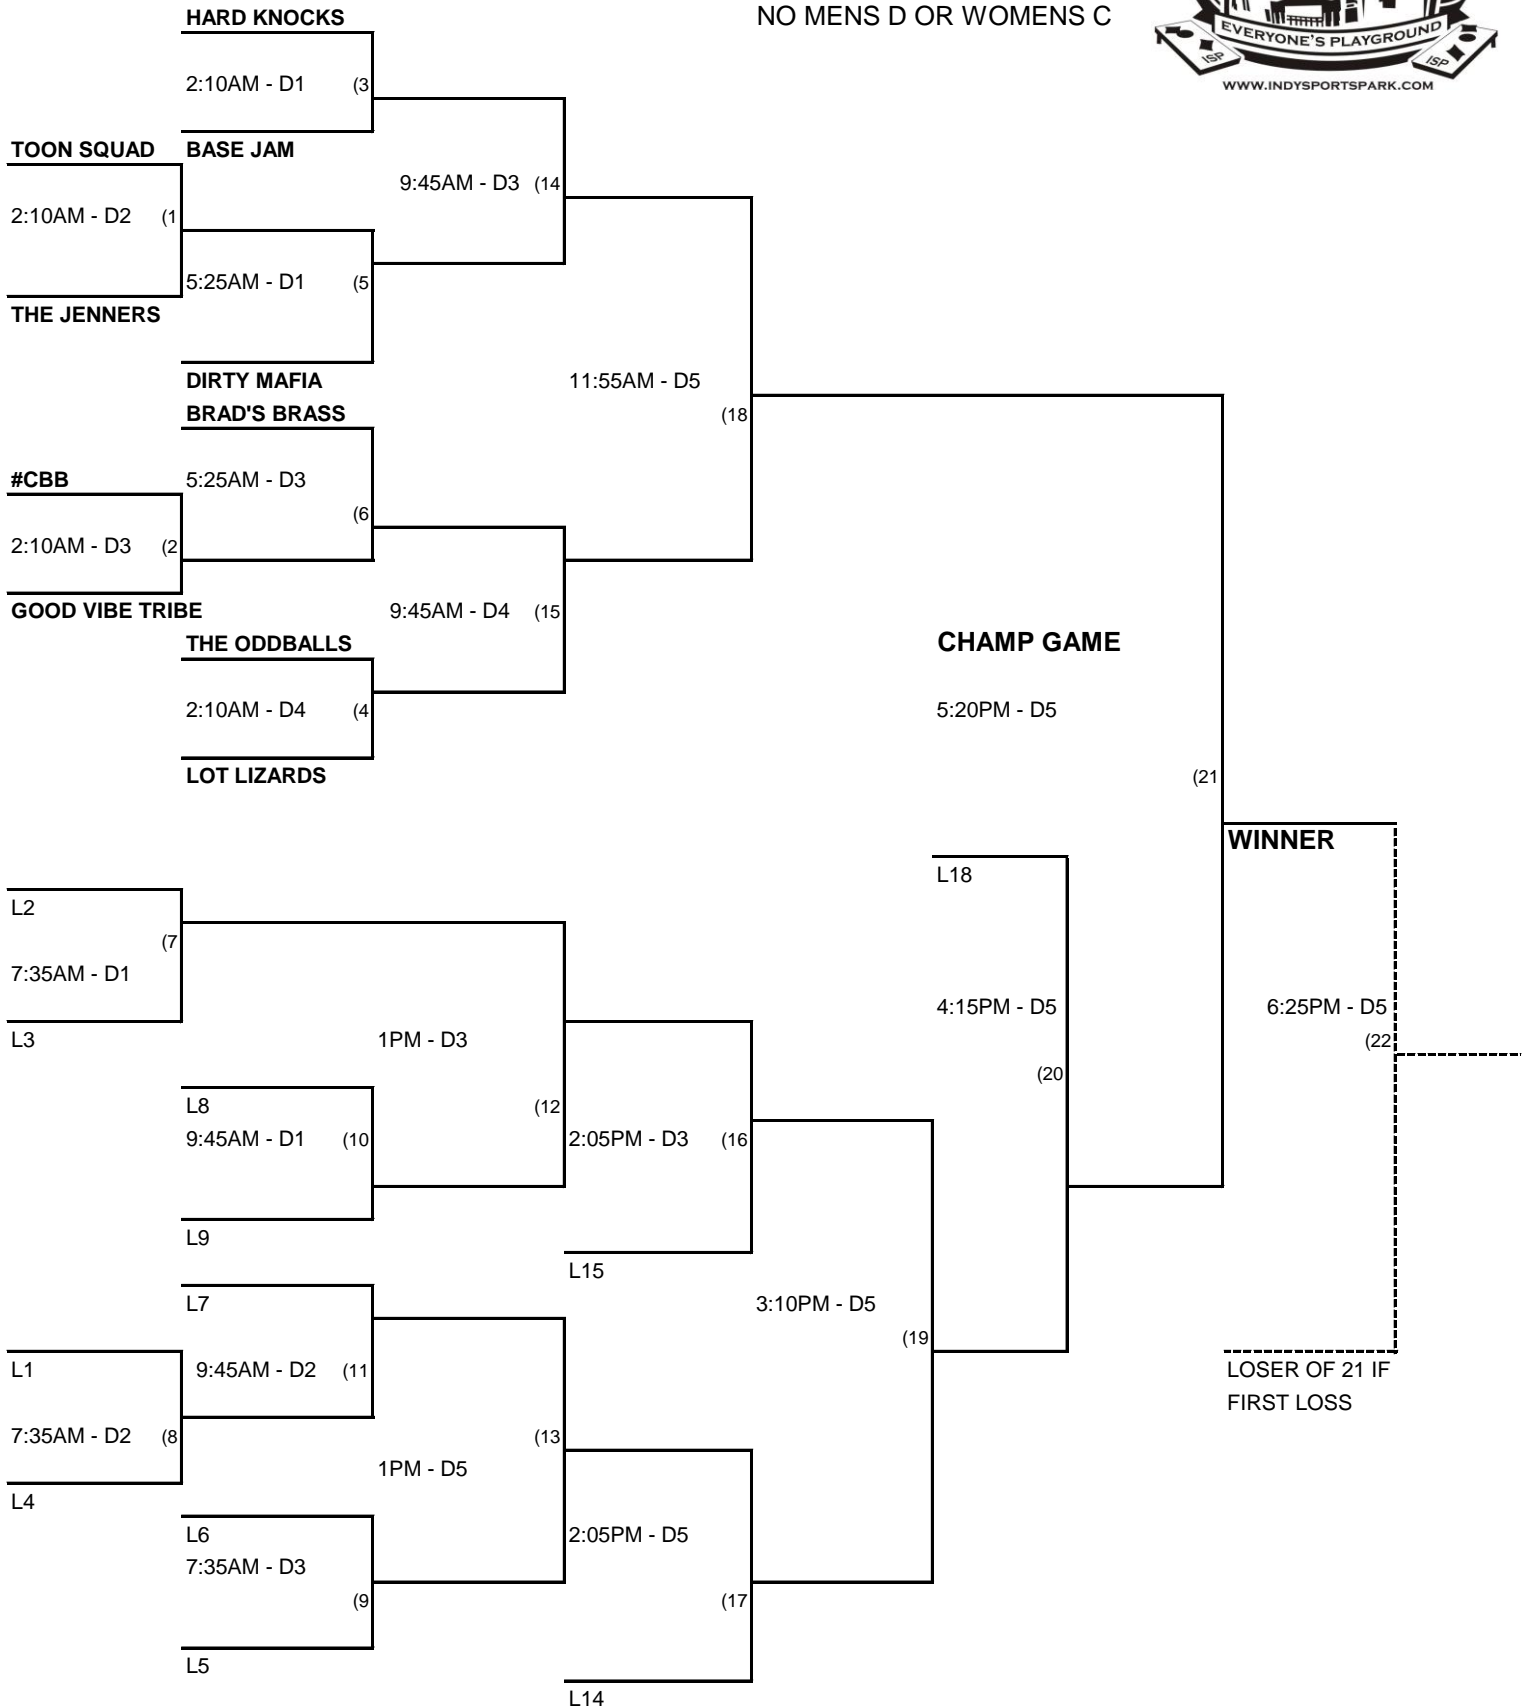 HARD KNOCKS
NO MENS D OR WOMENS C
EVERYONE'S PLAYGROUND
ISP
ISP
WWW.INDYSPORTSPARK.COM
2:10AM - D1 (3
TOON SQUAD BASE JAM
9:45AM - D3 (14
2:10AM - D2 (1
5:25AM - D1 (5
THE JENNERS
DIRTY MAFIA
11:55AM - D5
BRAD'S BRASS
(18
#CBB
5:25AM - D3
(6
2:10AM - D3 (2
GOOD VIBE TRIBE
9:45AM - D4 (15
THE ODDBALLS
CHAMP GAME
2:10AM - D4 (4
5:20PM - D5
LOT LIZARDS
(21
WINNER
L18
L2
(7
7:35AM - D1
4:15PM - D5
6:25PM - D5
L3
1PM - D3
(22
(20
L8
(12
9:45AM - D1 (10
2:05PM - D3 (16
L9
L15
L7
3:10PM - D5
(19
L1
9:45AM - D2 (11
LOSER OF 21 IF
FIRST LOSS
7:35AM - D2 (8
(13
1PM - D5
L4
L6
2:05PM - D5
7:35AM - D3
(9
(17
L5
L14